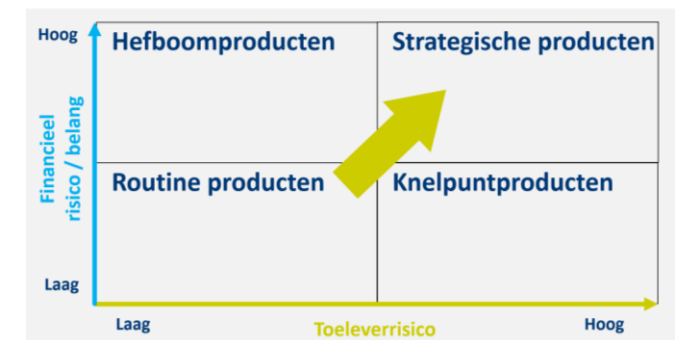 Hoog
Hefboomproducten
Strategische producten
Financieel
risico / belang
Routine producten
Knelpuntproducten
Laag
Laag
Toeleverrisico
Hoog